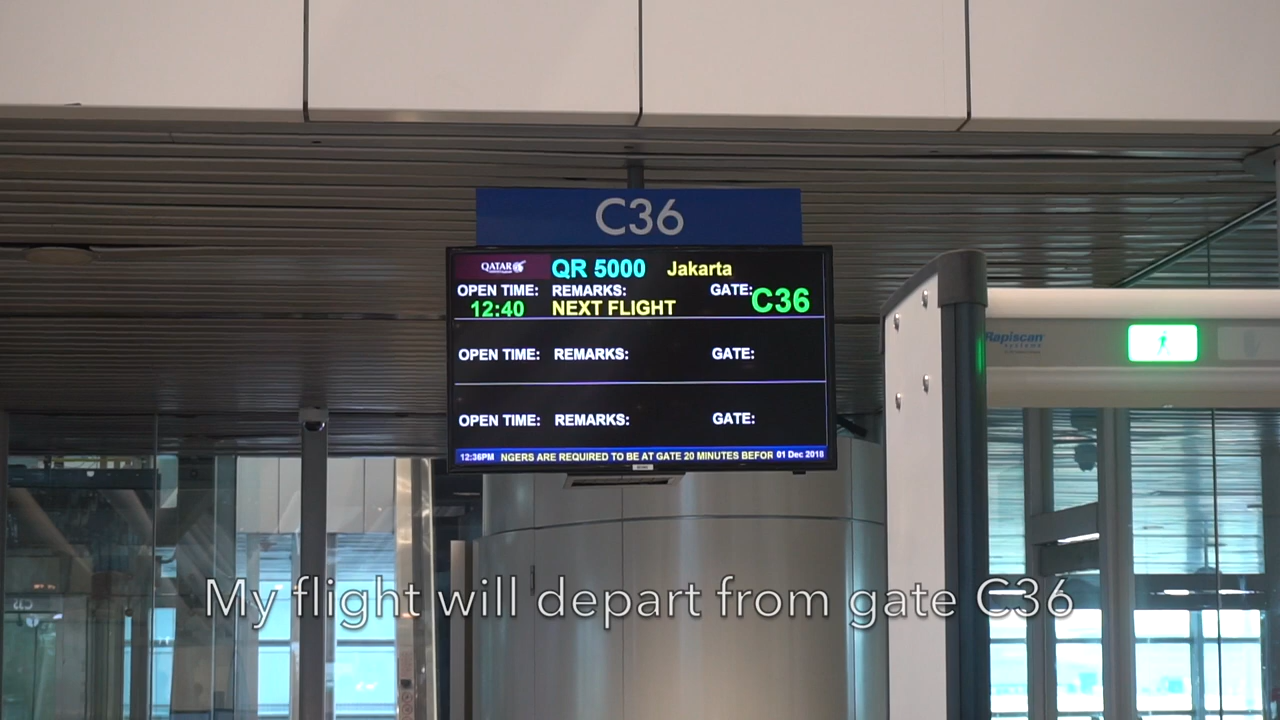 C36
QATAR
QR 5000 Jakarta
OPEN TIME: REMARKS: GATE:
12:40 NEXT FLIGHT C36
OPEN TIME: REMARKS: GATE:
OPEN TIME: REMARKS: GATE:
12:36PM NGERS ARE REQUIRED TO BE AT GATE 20 MINUTES BEFOR 01 Dec 2018
Rapiscan
systems
My flight will depart from gate C36